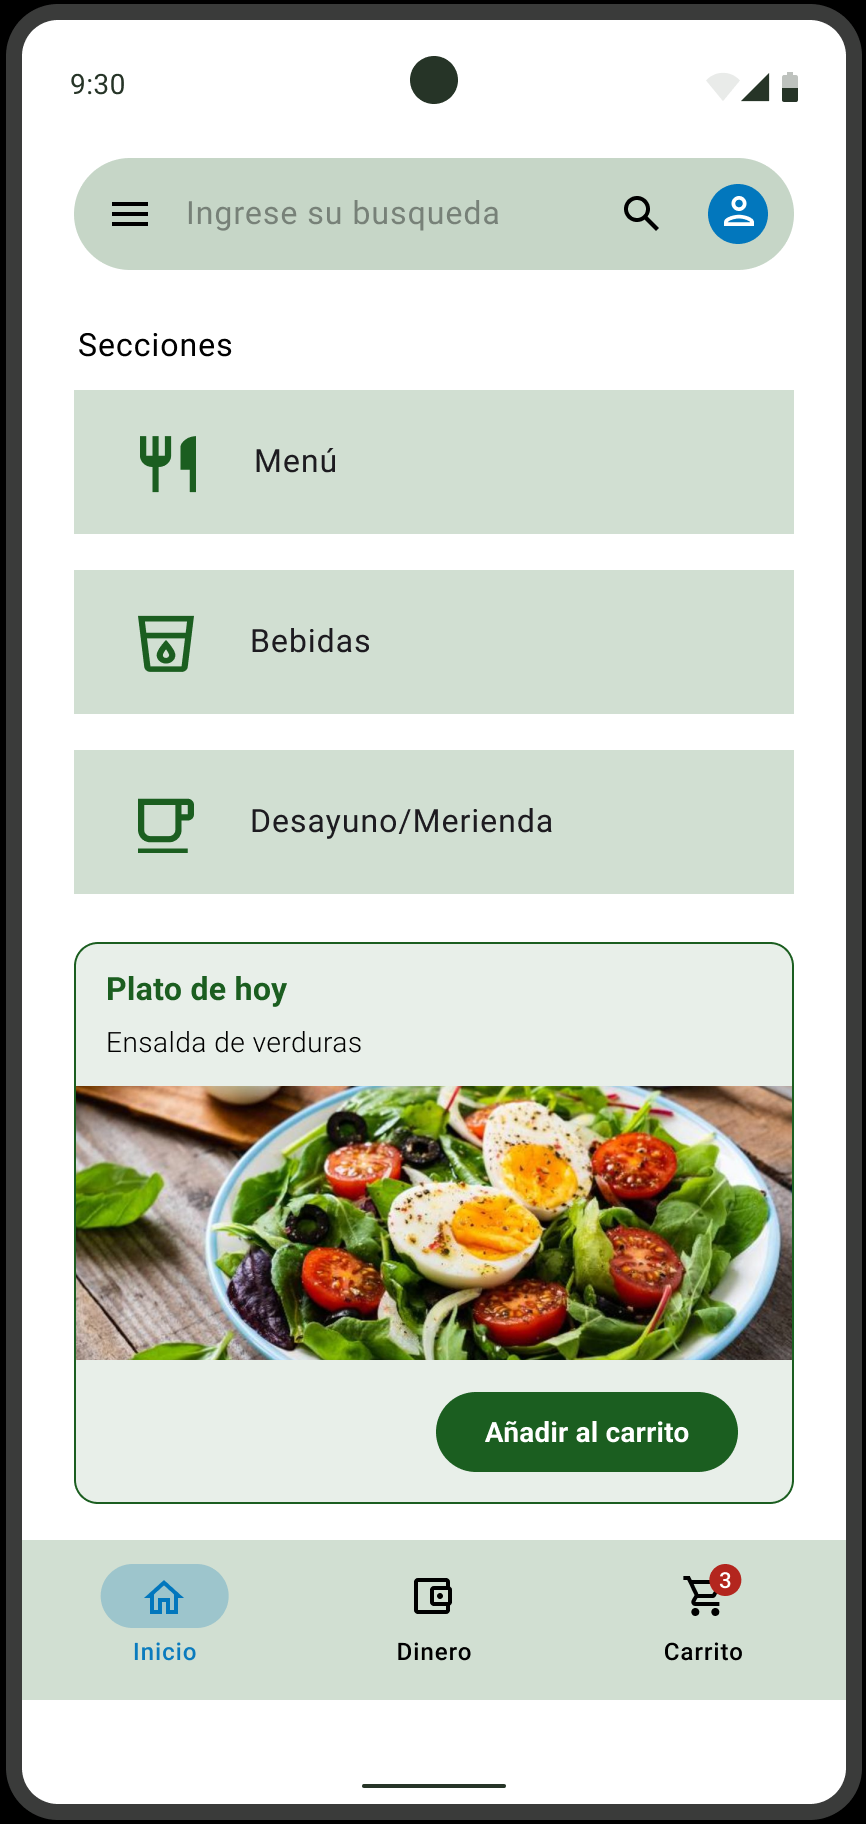 9:30
Ingrese su busqueda
Secciones
Menú
Bebidas
Desayuno/Merienda
Plato de hoy
Ensalda de verduras
Añadir al carrito
3
Inicio
Dinero
Carrito